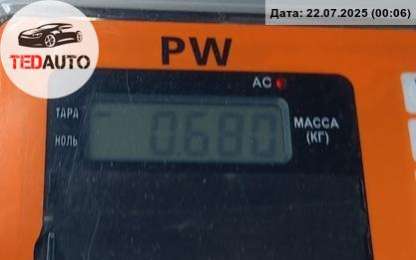 Дата: 22.07.2025 (00:06)
TEDAUTO
PW
AC
ТАРА
НОЛЬ
0.680
МАССА
(КГ)